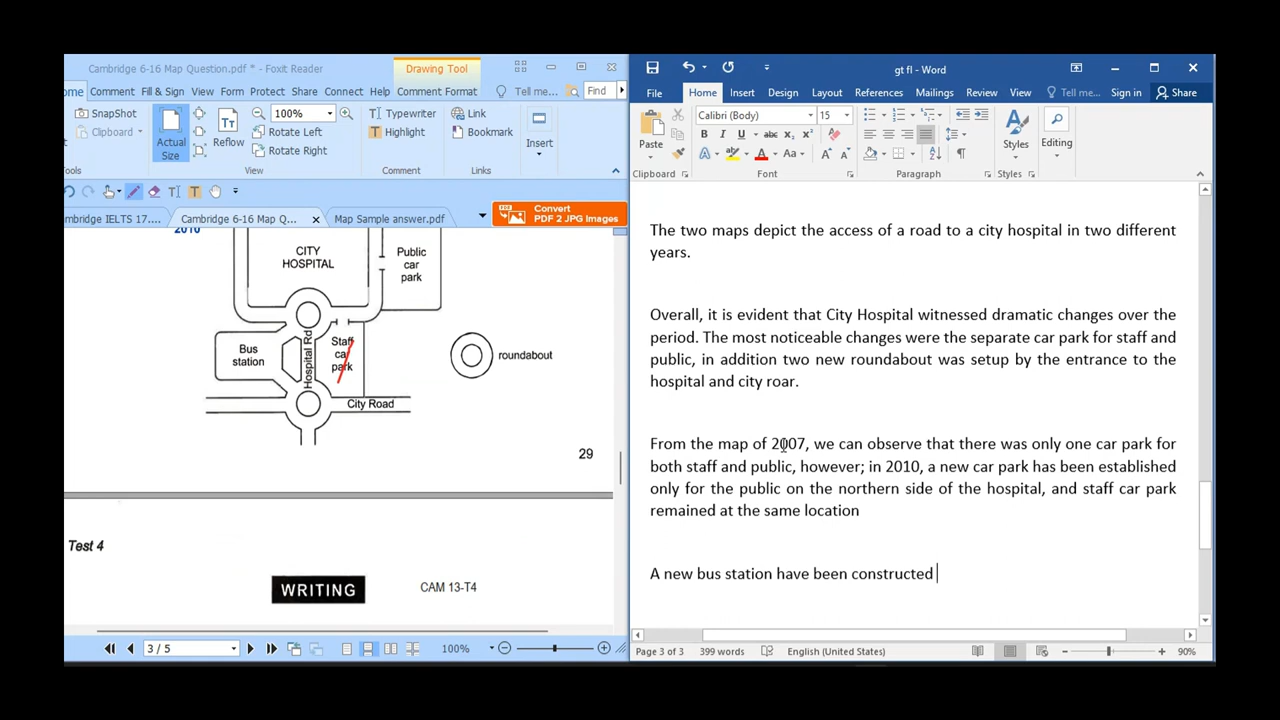 Cambridge 6-16 Map Question.pdf * - Foxit Reader
Drawing Tool
ome Comment Fill & Sign View Form Protect Share Connect Help Comment Format Tell me... Find
SnapShot
Clipboard
Actual Size
Reflow
100%
Rotate Left
Rotate Right
Typewriter
Highlight
Link
Bookmark
Insert
ools View Comment Links
mbridge IELTS 17.... Cambridge 6-16 Map Q... Map Sample answer.pdf
Convert
PDF 2 JPG Images
2010
CITY
HOSPITAL
Public
car
park
Bus
station
Hospital Rd
Staff
car
park
roundabout
City Road
29
Test 4
WRITING
CAM 13-T4
3 / 5
100%
gt fl - Word
File Home Insert Design Layout References Mailings Review View Tell me... Sign in Share
Paste
Calibri (Body) 15
B I U abc x₂ x²
A A Aa A A
Styles
Editing
Clipboard Font Paragraph Styles
The two maps depict the access of a road to a city hospital in two different
years.
Overall, it is evident that City Hospital witnessed dramatic changes over the
period. The most noticeable changes were the separate car park for staff and
public, in addition two new roundabout was setup by the entrance to the
hospital and city roar.
From the map of 2007, we can observe that there was only one car park for
both staff and public, however; in 2010, a new car park has been established
only for the public on the northern side of the hospital, and staff car park
remained at the same location
A new bus station have been constructed
Page 3 of 3 399 words English (United States) 90%